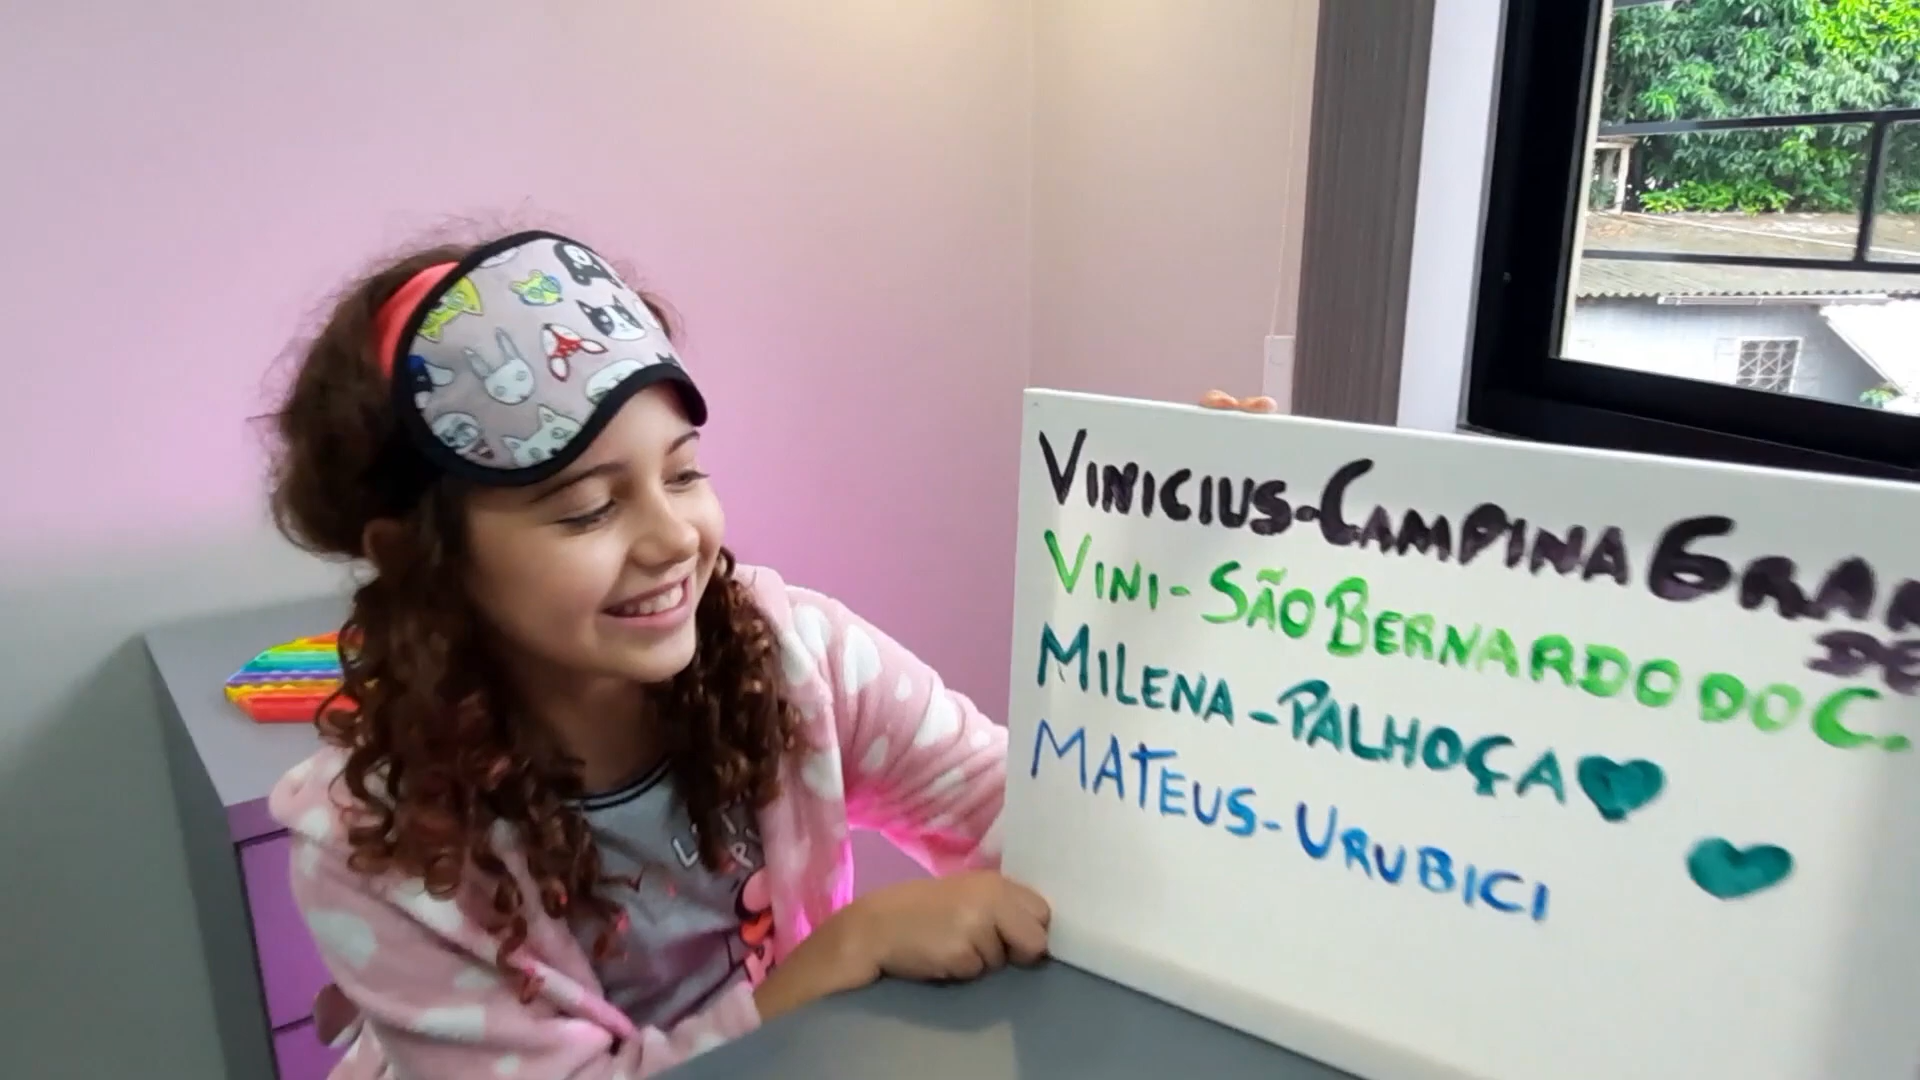 VINICIUS-CAMPINA GRAN
DE
VINI-SÃO BERNARDO DO C.
MILENA-PALHOÇA
MATEUS-URUBICI